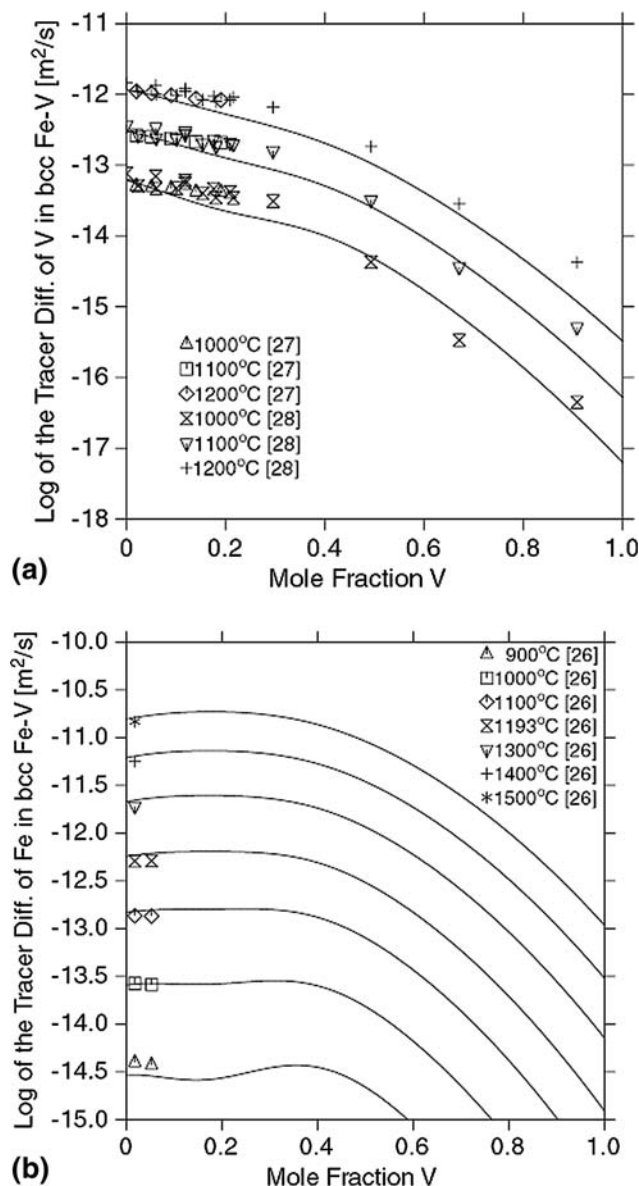 -11
-12
-13
-14
-15
-16
-17
-18
Log of the Tracer Diff. of V in bcc Fe-V [m²/s]
1000°C [27]
1100°C [27]
1200°C [27]
1000°C [28]
1100°C [28]
1200°C [28]
0 0.2 0.4 0.6 0.8 1.0
Mole Fraction V
(a)
-10.0
-10.5
-11.0
-11.5
-12.0
-12.5
-13.0
-13.5
-14.0
-14.5
-15.0
Log of the Tracer Diff. of Fe in bcc Fe-V [m²/s]
900°C [26]
1000°C [26]
1100°C [26]
1193°C [26]
1300°C [26]
1400°C [26]
1500°C [26]
0 0.2 0.4 0.6 0.8 1.0
Mole Fraction V
(b)